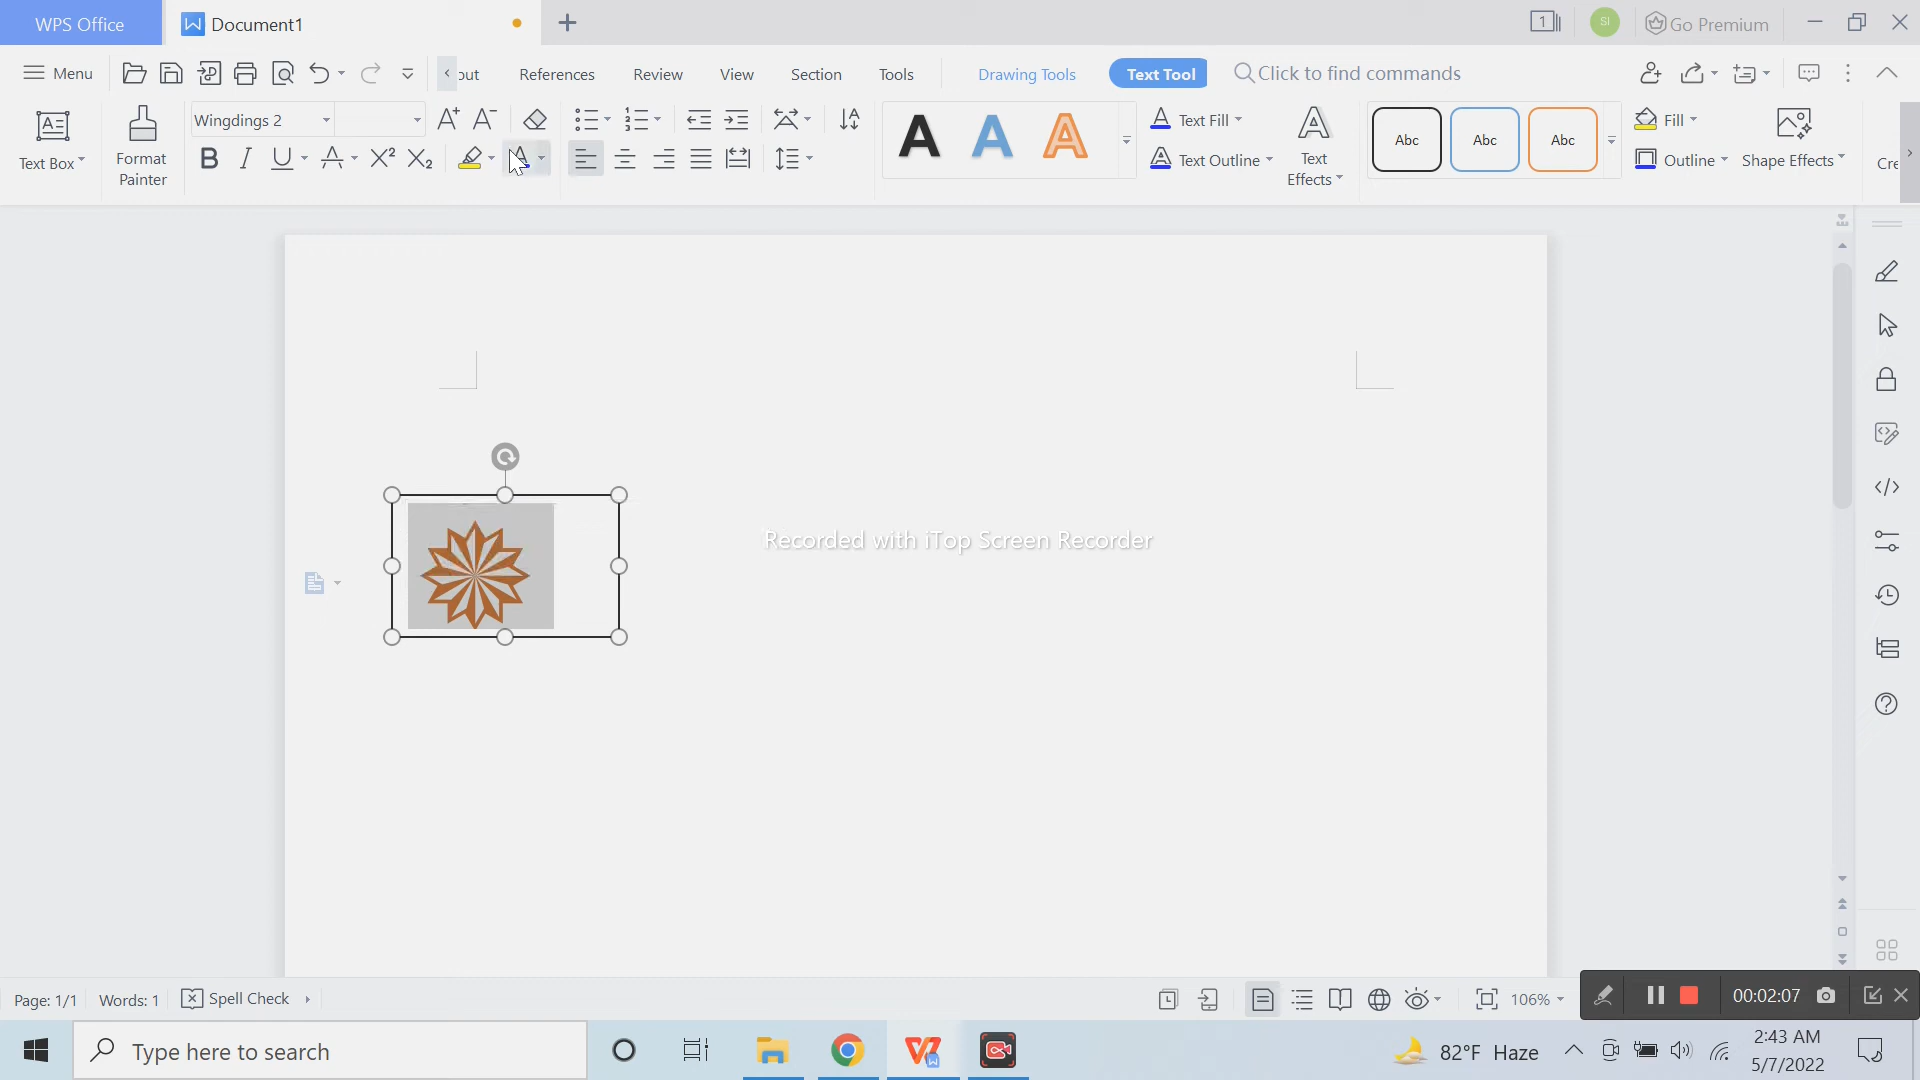 WPS Office
Document1
1
SI
Go Premium
Menu
out
References
Review
View
Section
Tools
Drawing Tools
Text Tool
Click to find commands
Text Box
Format
Painter
Wingdings 2
Text Fill
Text Outline
Text
Effects
Abc
Abc
Abc
Fill
Outline
Shape Effects
Cre
Recorded with iTop Screen Recorder
Page: 1/1
Words: 1
Spell Check
106%
00:02:07
Type here to search
82°F Haze
2:43 AM
5/7/2022